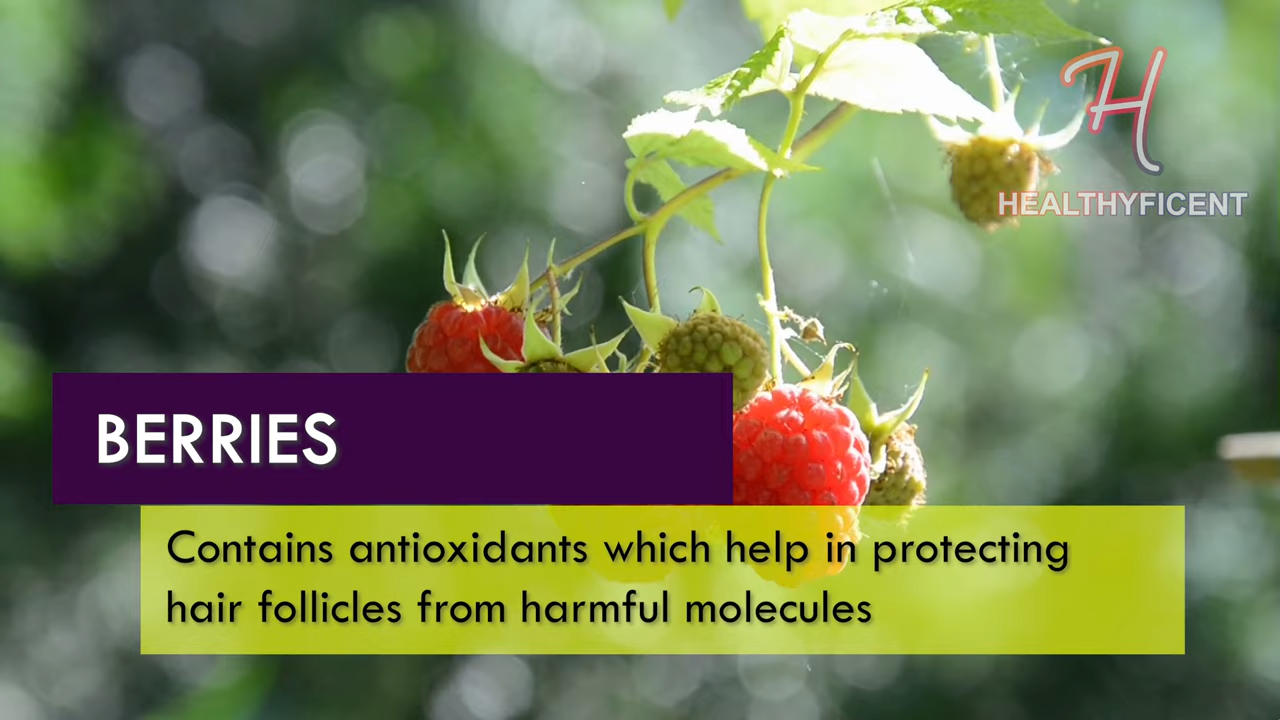 H
HEALTHYFICENT
BERRIES
Contains antioxidants which help in protecting
hair follicles from harmful molecules